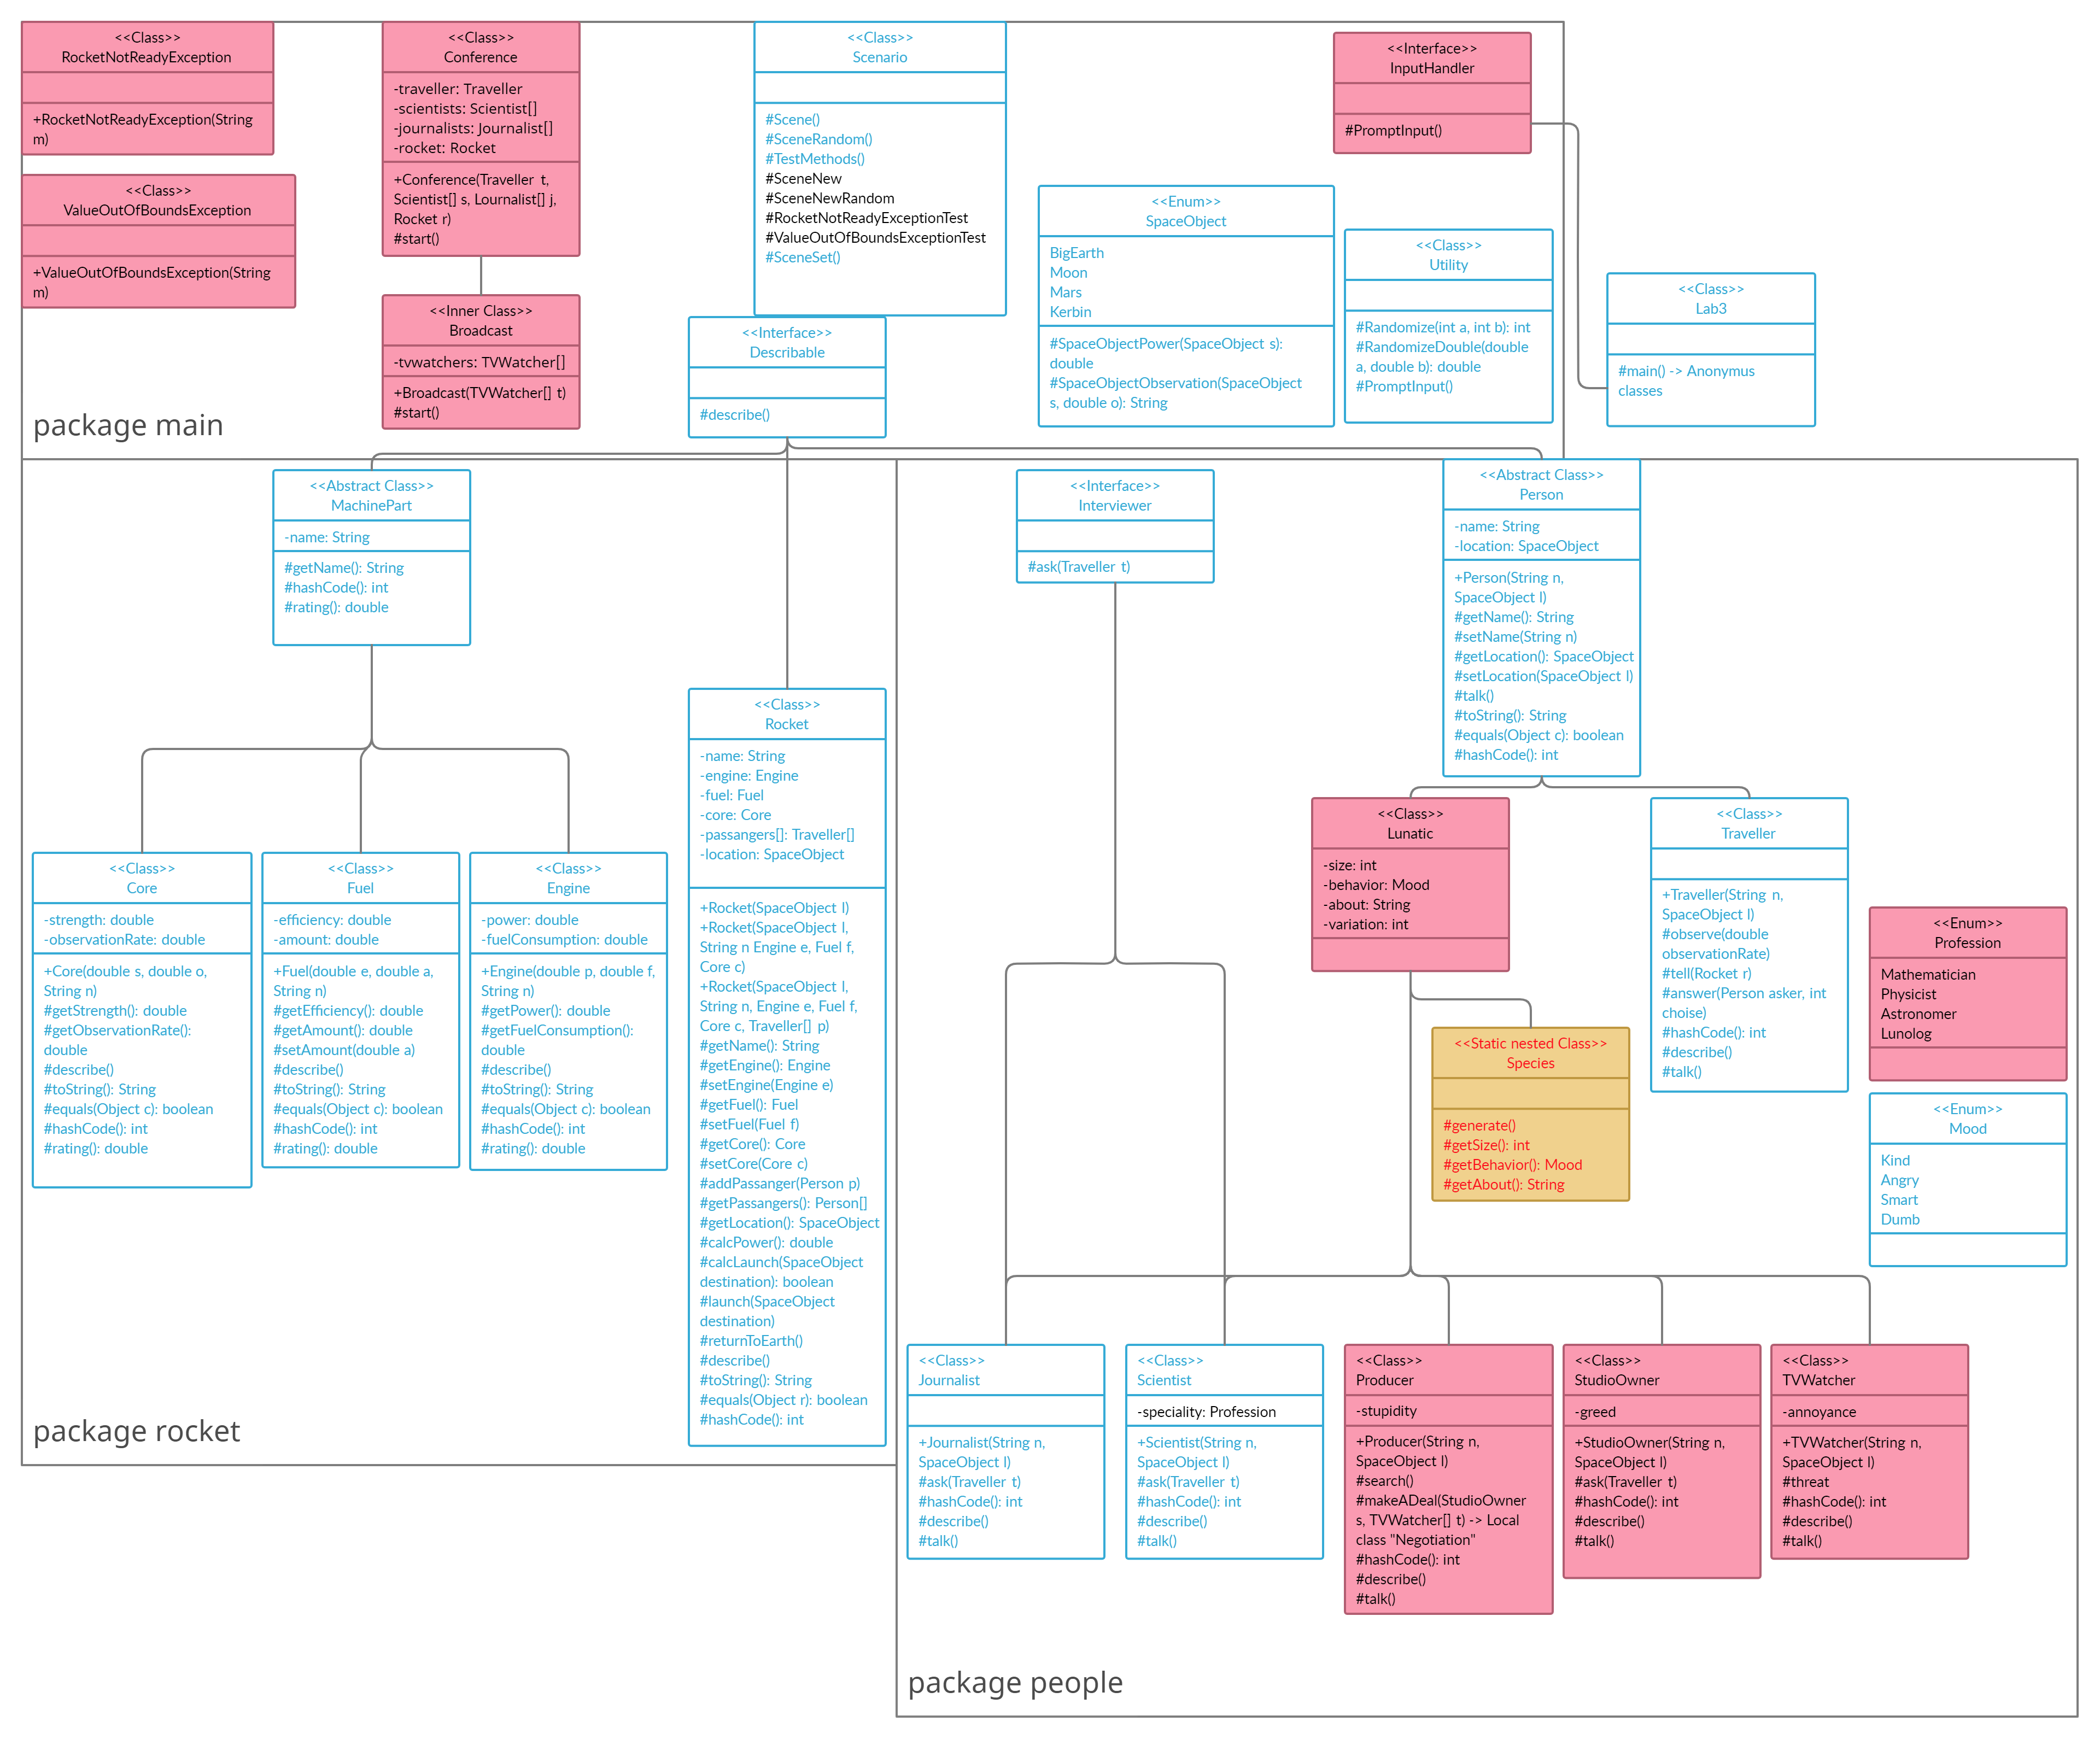 <<Class>>
RocketNotReadyException
+RocketNotReadyException(String
m)
<<Class>>
ValueOutOfBoundsException
+ValueOutOfBoundsException(String
m)
<<Class>>
Conference
-traveller: Traveller
-scientists: Scientist[]
-journalists: Journalist[]
-rocket: Rocket
+Conference(Traveller t,
Scientist[] s, Lournalist[] j,
Rocket r)
#start()
<<Inner Class>>
Broadcast
-tvwatchers: TVWatcher[]
+Broadcast(TVWatcher[] t)
#start()
<<Class>>
Scenario
#Scene()
#SceneRandom()
#TestMethods()
#SceneNew
#SceneNewRandom
#RocketNotReadyExceptionTest
#ValueOutOfBoundsExceptionTest
#SceneSet()
<<Interface>>
Describable
#describe()
<<Enum>>
SpaceObject
BigEarth
Moon
Mars
Kerbin
#SpaceObjectPower(SpaceObject s):
double
#SpaceObjectObservation(SpaceObject
s, double o): String
<<Interface>>
InputHandler
#PromptInput()
<<Class>>
Utility
#Randomize(int a, int b): int
#RandomizeDouble(double
a, double b): double
#PromptInput()
<<Class>>
Lab3
#main() -> Anonymus
classes
package main
<<Abstract Class>>
MachinePart
-name: String
#getName(): String
#hashCode(): int
#rating(): double
<<Class>>
Core
-strength: double
-observationRate: double
+Core(double s, double o,
String n)
#getStrength(): double
#getObservationRate():
double
#describe()
#toString(): String
#equals(Object c): boolean
#hashCode(): int
#rating(): double
<<Class>>
Fuel
-efficiency: double
-amount: double
+Fuel(double e, double a,
String n)
#getEfficiency(): double
#getAmount(): double
#setAmount(double a)
#describe()
#toString(): String
#equals(Object c): boolean
#hashCode(): int
#rating(): double
<<Class>>
Engine
-power: double
-fuelConsumption: double
+Engine(double p, double f,
String n)
#getPower(): double
#getFuelConsumption():
double
#describe()
#toString(): String
#equals(Object c): boolean
#hashCode(): int
#rating(): double
<<Class>>
Rocket
-name: String
-engine: Engine
-fuel: Fuel
-core: Core
-passangers[]: Traveller[]
-location: SpaceObject
+Rocket(SpaceObject l)
+Rocket(SpaceObject l,
String n Engine e, Fuel f,
Core c)
+Rocket(SpaceObject l,
String n, Engine e, Fuel f,
Core c, Traveller[] p)
#getName(): String
#getEngine(): Engine
#setEngine(Engine e)
#getFuel(): Fuel
#setFuel(Fuel f)
#getCore(): Core
#setCore(Core c)
#addPassanger(Person p)
#getPassangers(): Person[]
#getLocation(): SpaceObject
#calcPower(): double
#calcLaunch(SpaceObject
destination): boolean
#launch(SpaceObject
destination)
#returnToEarth()
#describe()
#toString(): String
#equals(Object r): boolean
#hashCode(): int
package rocket
<<Interface>>
Interviewer
#ask(Traveller t)
<<Abstract Class>>
Person
-name: String
-location: SpaceObject
+Person(String n,
SpaceObject l)
#getName(): String
#setName(String n)
#getLocation(): SpaceObject
#setLocation(SpaceObject l)
#talk()
#toString(): String
#equals(Object c): boolean
#hashCode(): int
<<Class>>
Lunatic
-size: int
-behavior: Mood
-about: String
-variation: int
<<Class>>
Traveller
+Traveller(String n,
SpaceObject l)
#observe(double
observationRate)
#tell(Rocket r)
#answer(Person asker, int
choise)
#hashCode(): int
#describe()
#talk()
<<Enum>>
Profession
Mathematician
Physicist
Astronomer
Lunolog
<<Static nested Class>>
Species
#generate()
#getSize(): int
#getBehavior(): Mood
#getAbout(): String
<<Enum>>
Mood
Kind
Angry
Smart
Dumb
<<Class>>
Journalist
+Journalist(String n,
SpaceObject l)
#ask(Traveller t)
#hashCode(): int
#describe()
#talk()
<<Class>>
Scientist
-speciality: Profession
+Scientist(String n,
SpaceObject l)
#ask(Traveller t)
#hashCode(): int
#describe()
#talk()
<<Class>>
Producer
-stupidity
+Producer(String n,
SpaceObject l)
#search()
#makeADeal(StudioOwner
s, TVWatcher[] t) -> Local
class "Negotiation"
#hashCode(): int
#describe()
#talk()
<<Class>>
StudioOwner
-greed
+StudioOwner(String n,
SpaceObject l)
#ask(Traveller t)
#hashCode(): int
#describe()
#talk()
<<Class>>
TVWatcher
-annoyance
+TVWatcher(String n,
SpaceObject l)
#threat
#hashCode(): int
#describe()
#talk()
package people